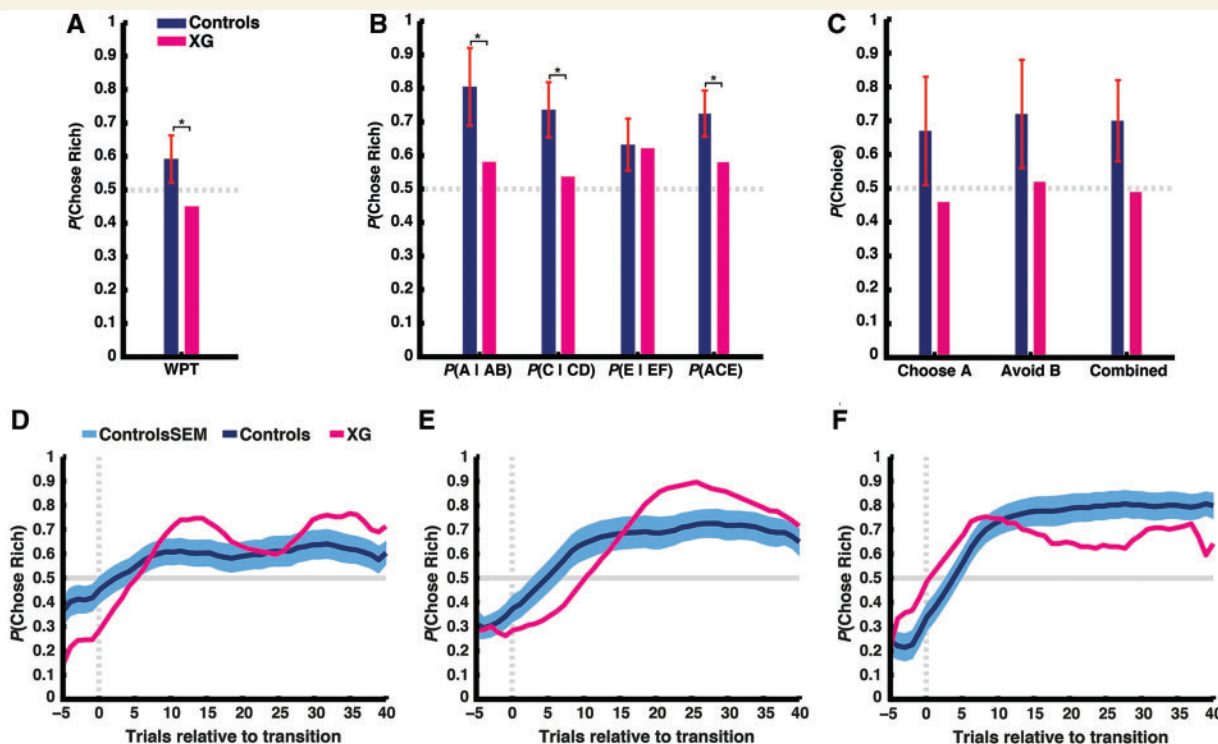 A
Controls
XG
P(Chose Rich)
1
0.9
0.8
0.7
0.6
0.5
0.4
0.3
0.2
0.1
0
*
WPT
B
P(Chose Rich)
1
0.9
0.8
0.7
0.6
0.5
0.4
0.3
0.2
0.1
0
* * *
P(A | AB) P(C | CD) P(E | EF) P(ACE)
C
P(Choice)
1
0.9
0.8
0.7
0.6
0.5
0.4
0.3
0.2
0.1
0
Choose A Avoid B Combined
D
ControlsSEM Controls XG
P(Chose Rich)
1
0.9
0.8
0.7
0.6
0.5
0.4
0.3
0.2
0.1
0
−5 0 5 10 15 20 25 30 35 40
Trials relative to transition
E
P(Chose Rich)
1
0.9
0.8
0.7
0.6
0.5
0.4
0.3
0.2
0.1
0
−5 0 5 10 15 20 25 30 35 40
Trials relative to transition
F
P(Chose Rich)
1
0.9
0.8
0.7
0.6
0.5
0.4
0.3
0.2
0.1
0
−5 0 5 10 15 20 25 30 35 40
Trials relative to transition